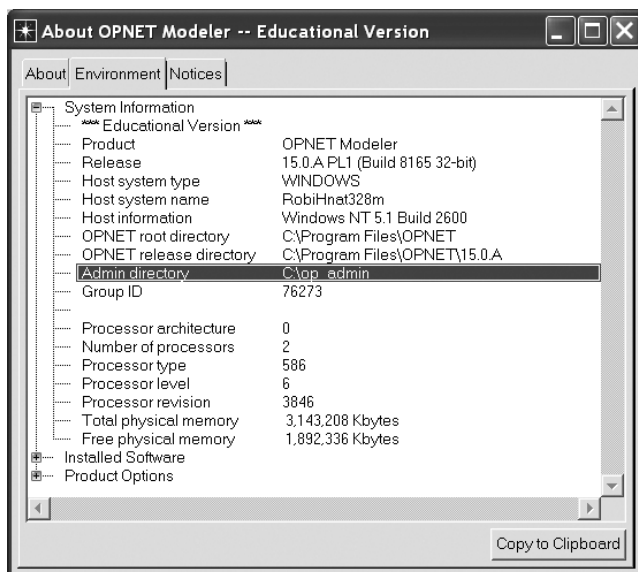 About OPNET Modeler -- Educational Version
About Environment Notices
System Information
*** Educational Version ***
Product OPNET Modeler
Release 15.0.A PL1 (Build 8165 32-bit)
Host system type WINDOWS
Host system name RobiHnat328m
Host information Windows NT 5.1 Build 2600
OPNET root directory C:\Program Files\OPNET
OPNET release directory C:\Program Files\OPNET\15.0.A
Admin directory C:\op_admin
Group ID 76273
Processor architecture 0
Number of processors 2
Processor type 586
Processor level 6
Processor revision 3846
Total physical memory 3,143,208 Kbytes
Free physical memory 1,892,336 Kbytes
Installed Software
Product Options
Copy to Clipboard